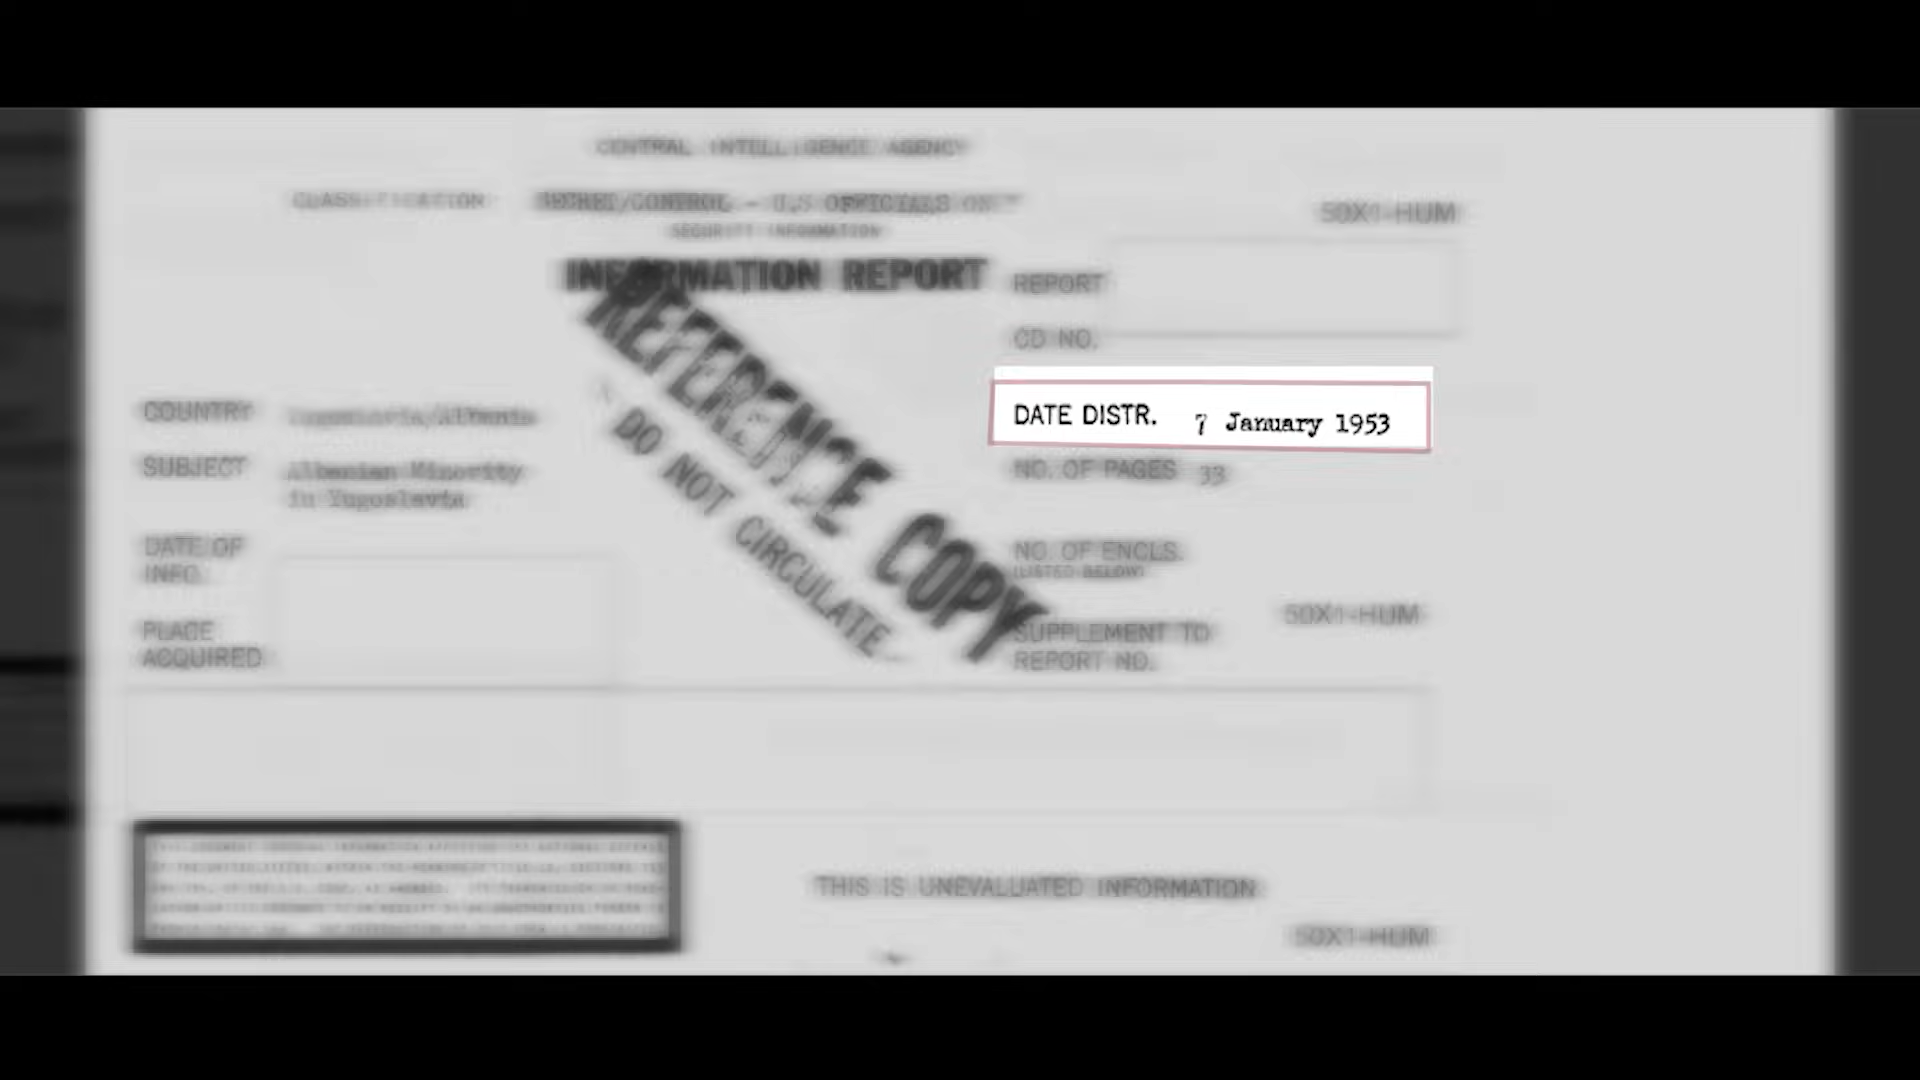 CENTRAL INTELLIGENCE AGENCY
CLASSIFICATION SECRET/CONTROL - U.S OFFICIALS ONLY
SECURITY INFORMATION
50X1-HUM
INFORMATION REPORT
REPORT
CD NO.
REFERENCE COPY
DO NOT CIRCULATE
COUNTRY Yugoslavia/Albania
DATE DISTR. 7 January 1953
SUBJECT Albanian Minority
in Yugoslavia
NO. OF PAGES 33
DATE OF
INFO.
NO. OF ENCLS.
(LISTED BELOW)
PLACE
ACQUIRED
50X1-HUM
SUPPLEMENT TO
REPORT NO.
THIS IS UNEVALUATED INFORMATION
50X1-HUM